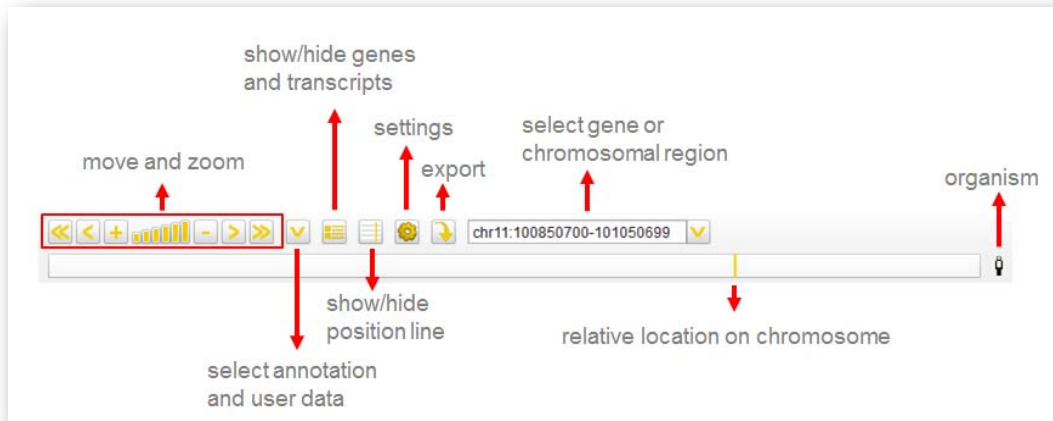 show/hide genes
and transcripts
settings
select gene or
chromosomal region
move and zoom
export
organism
chr11:100850700-101050699
show/hide
position line
relative location on chromosome
select annotation
and user data